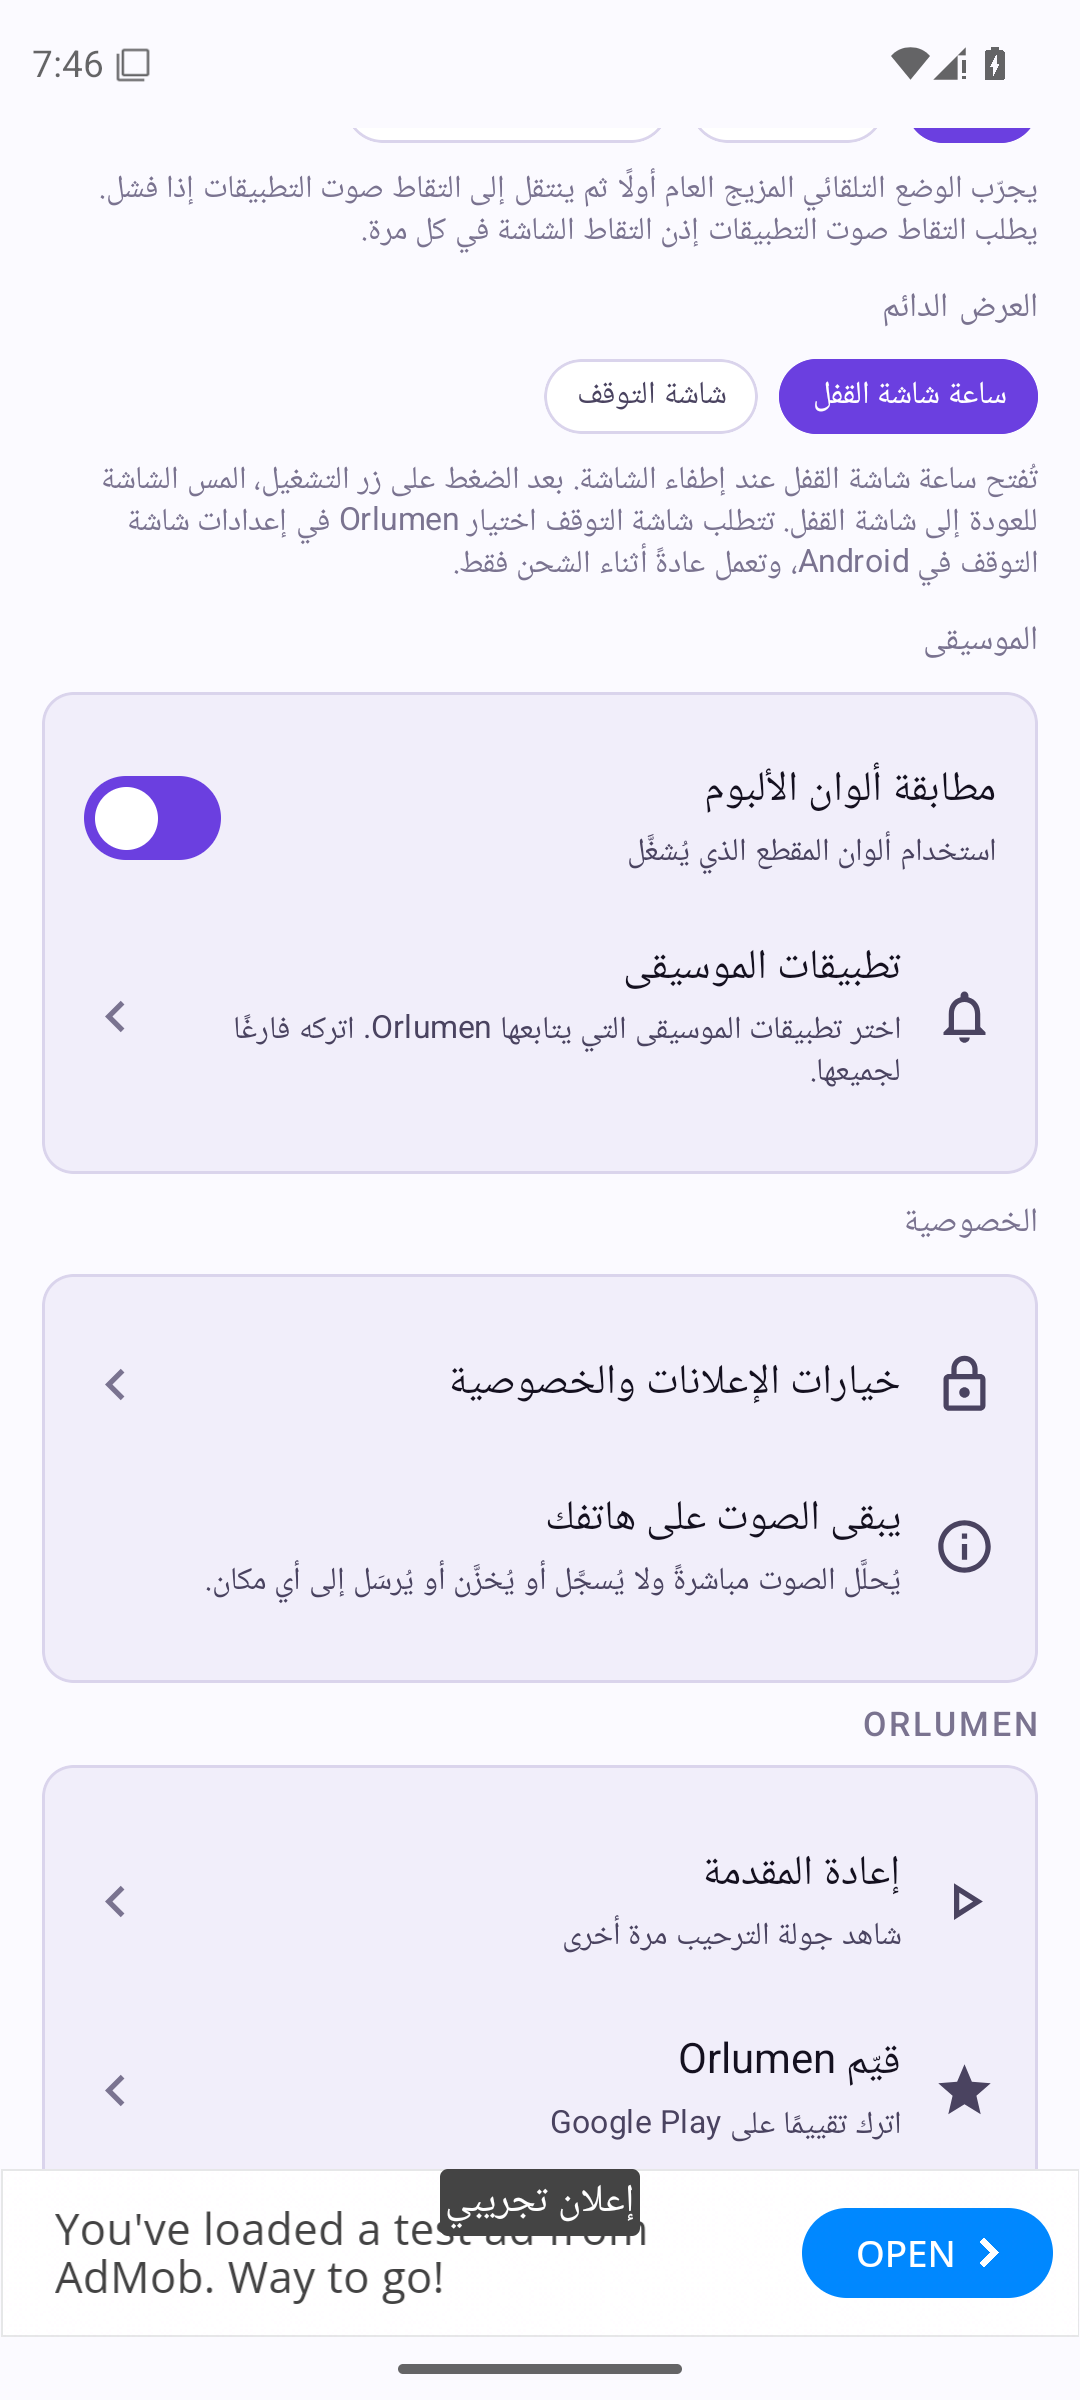 7:46
يجرّب الوضع التلقائي المزيج العام أولًا ثم ينتقل إلى التقاط صوت التطبيقات إذا فشل.
يطلب التقاط صوت التطبيقات إذن التقاط الشاشة في كل مرة.
العرض الدائم
ساعة شاشة القفل
شاشة التوقف
تُفتح ساعة شاشة القفل عند إطفاء الشاشة. بعد الضغط على زر التشغيل، المس الشاشة
للعودة إلى شاشة القفل. تتطلب شاشة التوقف اختيار Orlumen في إعدادات شاشة
التوقف في Android، وتعمل عادةً أثناء الشحن فقط.
الموسيقى
مطابقة ألوان الألبوم
استخدام ألوان المقطع الذي يُشغَّل
تطبيقات الموسيقى
اختر تطبيقات الموسيقى التي يتابعها Orlumen. اتركه فارغًا
لجميعها.
الخصوصية
خيارات الإعلانات والخصوصية
يبقى الصوت على هاتفك
يُحلَّل الصوت مباشرةً ولا يُسجَّل أو يُخزَّن أو يُرسَل إلى أي مكان.
ORLUMEN
إعادة المقدمة
شاهد جولة الترحيب مرة أخرى
قيّم Orlumen
اترك تقييمًا على Google Play
إعلان تجريبي
You've loaded a test ad from
AdMob. Way to go!
OPEN